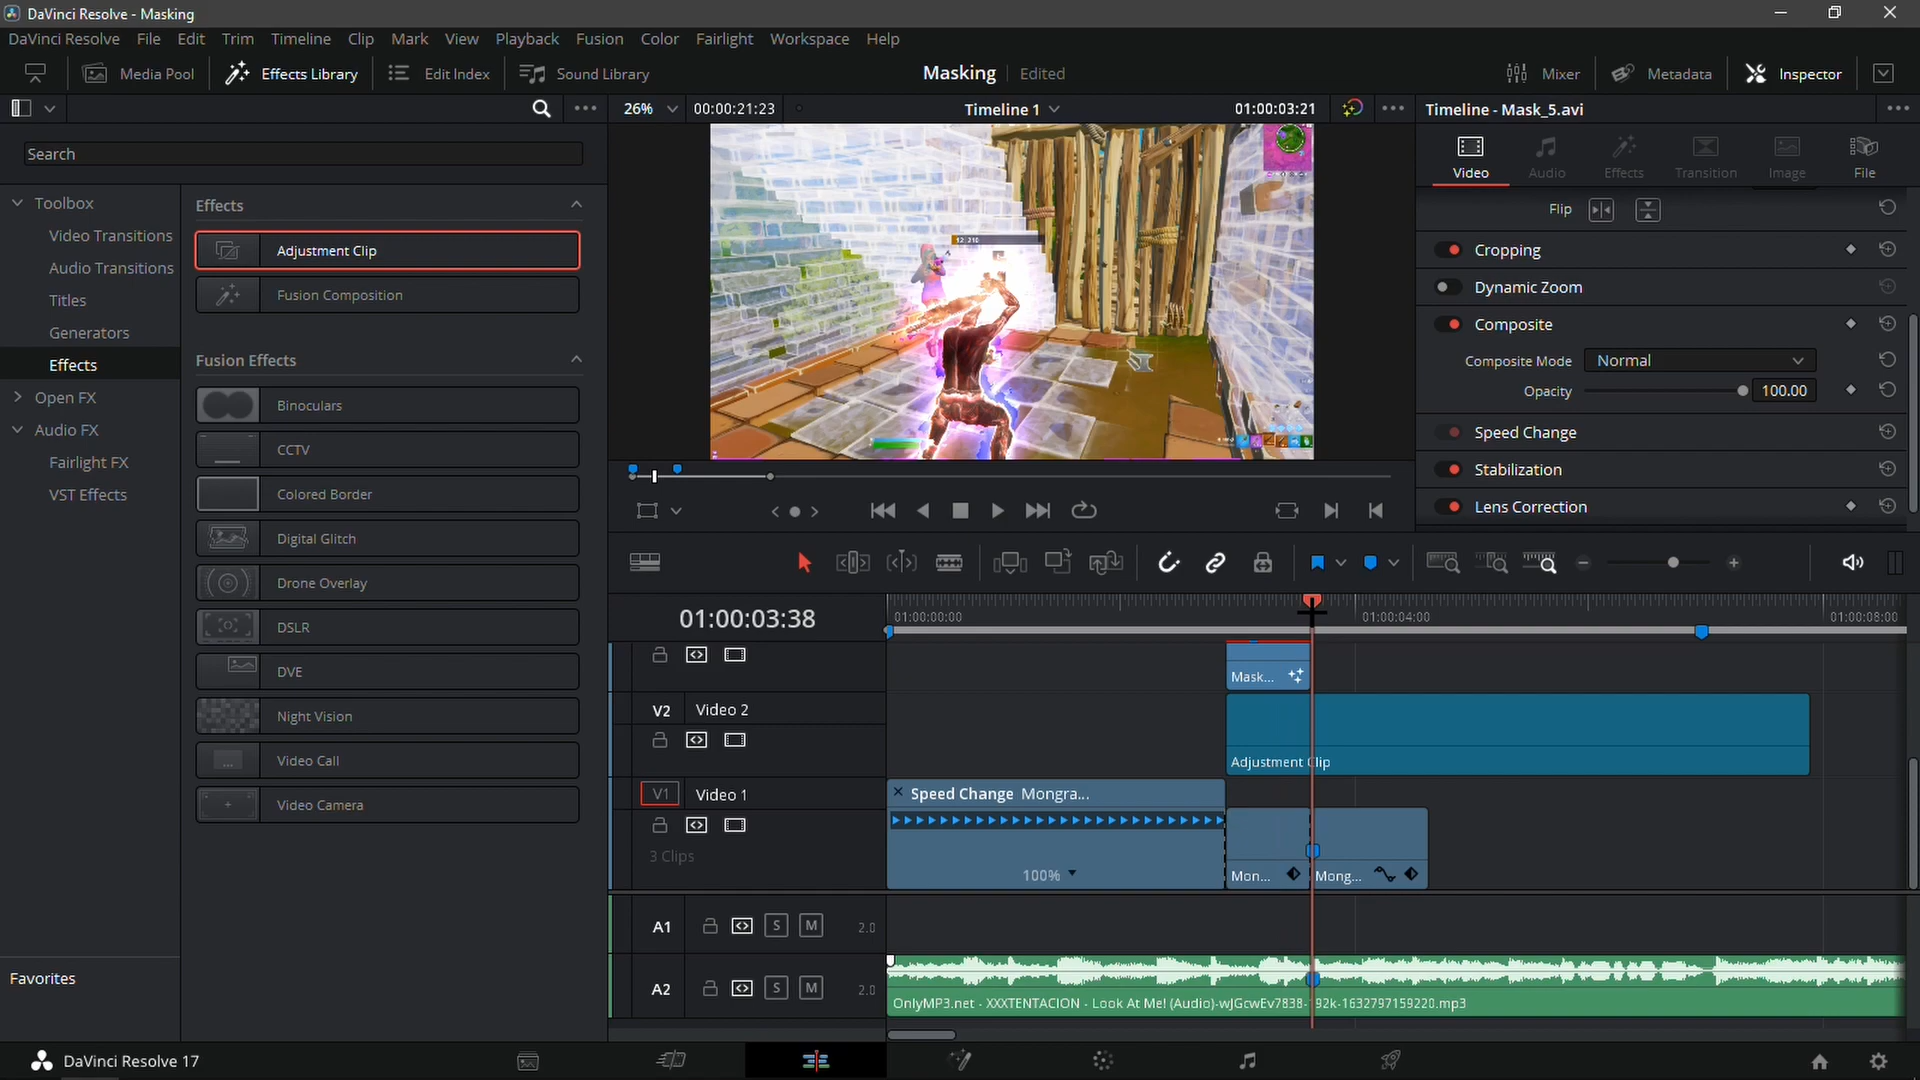 DaVinci Resolve - Masking
DaVinci Resolve File Edit Trim Timeline Clip Mark View Playback Fusion Color Fairlight Workspace Help
Media Pool Effects Library Edit Index Sound Library Masking Edited Mixer Metadata Inspector
26% 00:00:21:23 Timeline 1 01:00:03:21 Timeline - Mask_5.avi
Search
Video Audio Effects Transition Image File
Toolbox
Video Transitions
Audio Transitions
Titles
Generators
Effects
Open FX
Audio FX
Fairlight FX
VST Effects
Favorites
Effects
Adjustment Clip
Fusion Composition
Fusion Effects
Binoculars
CCTV
Colored Border
Digital Glitch
Drone Overlay
DSLR
DVE
Night Vision
Video Call
Video Camera
Flip
Cropping
Dynamic Zoom
Composite
Composite Mode Normal
Opacity 100.00
Speed Change
Stabilization
Lens Correction
01:00:03:38 01:00:00:00 01:00:04:00 01:00:08:00
Mask...
V2 Video 2
Adjustment Clip
V1 Video 1 Speed Change Mongra...
3 Clips
100% Mon... Mong...
A1 S M 2.0
A2 S M 2.0
OnlyMP3.net - XXXTENTACION - Look At Me! (Audio)-wJGcwEv7838-192k-1632797159220.mp3
DaVinci Resolve 17